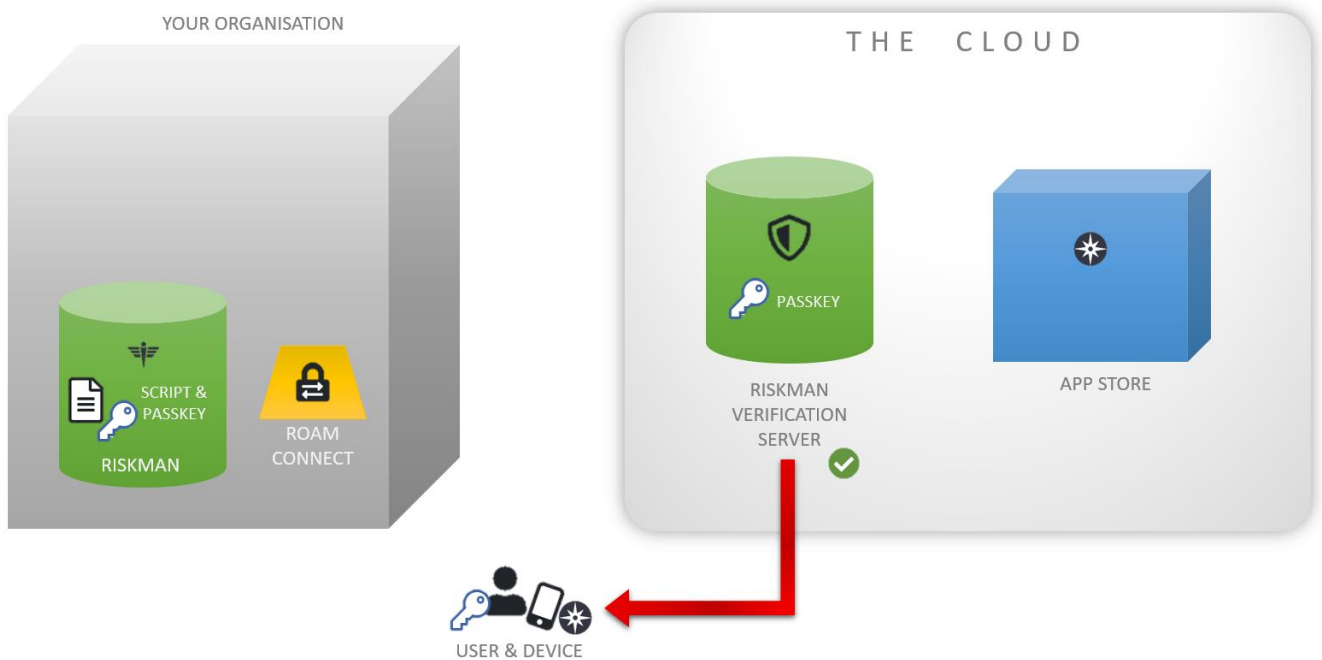 YOUR ORGANISATION
THE CLOUD
SCRIPT &
PASSKEY
RISKMAN
ROAM
CONNECT
PASSKEY
RISKMAN
VERIFICATION
SERVER
APP STORE
USER & DEVICE